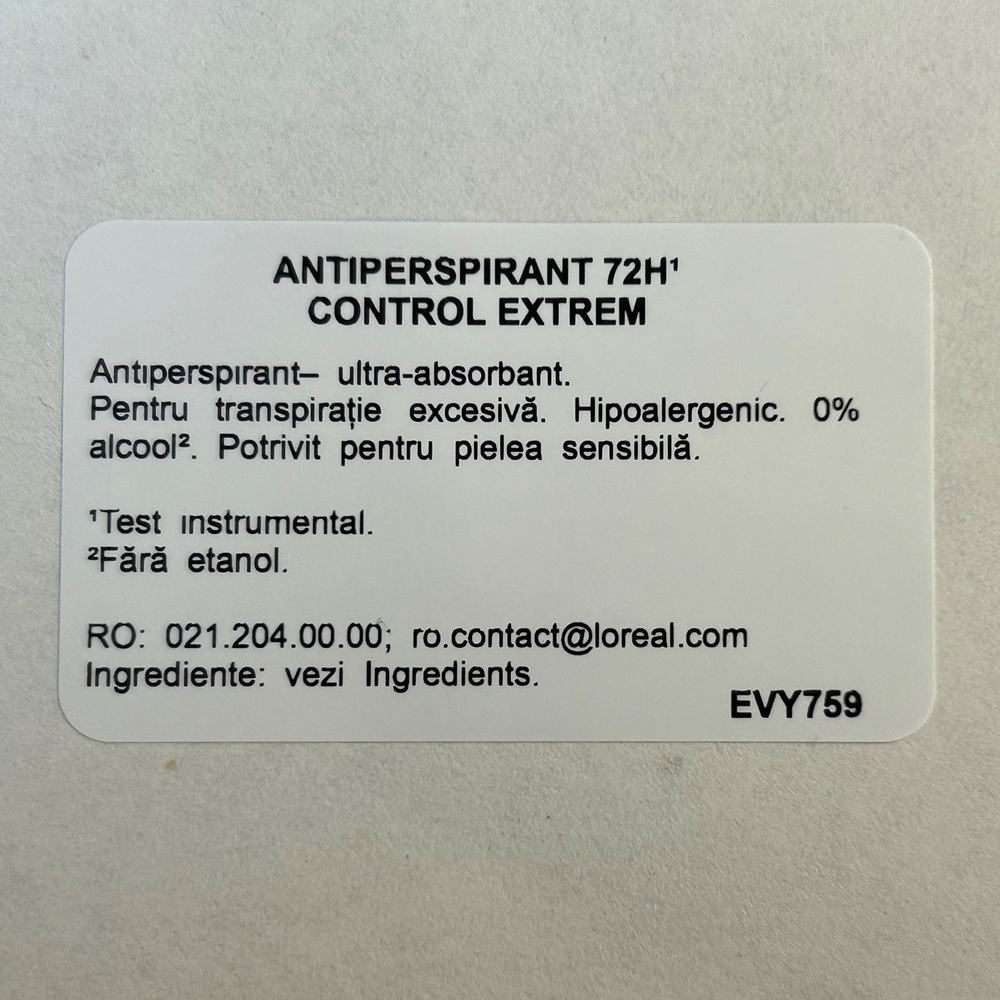 ANTIPERSPIRANT 72H¹
CONTROL EXTREM
Antiperspirant– ultra-absorbant.
Pentru transpirație excesivă. Hipoalergenic. 0%
alcool². Potrivit pentru pielea sensibilă.
¹Test instrumental.
²Fără etanol.
RO: 021.204.00.00; ro.contact@loreal.com
Ingrediente: vezi Ingredients.
EVY759